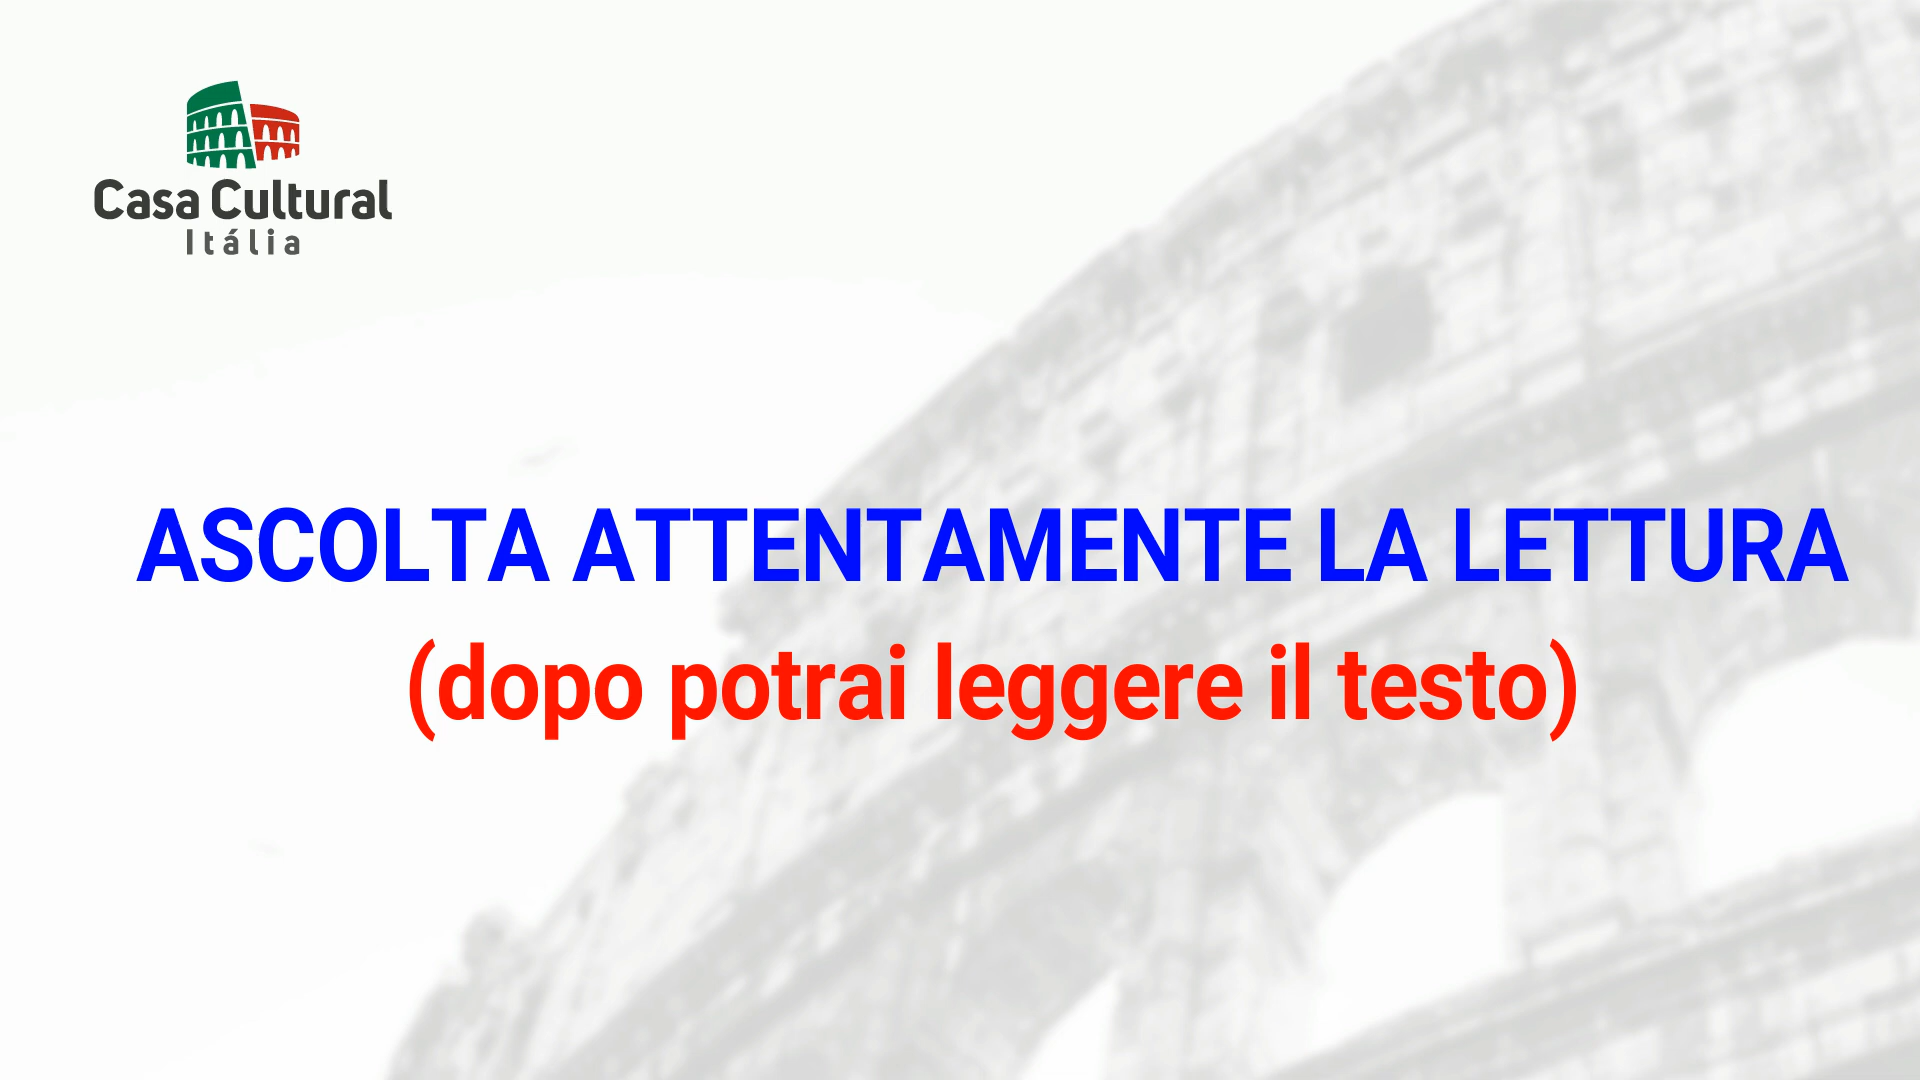 Casa Cultural
Itália
ASCOLTA ATTENTAMENTE LA LETTURA
(dopo potrai leggere il testo)